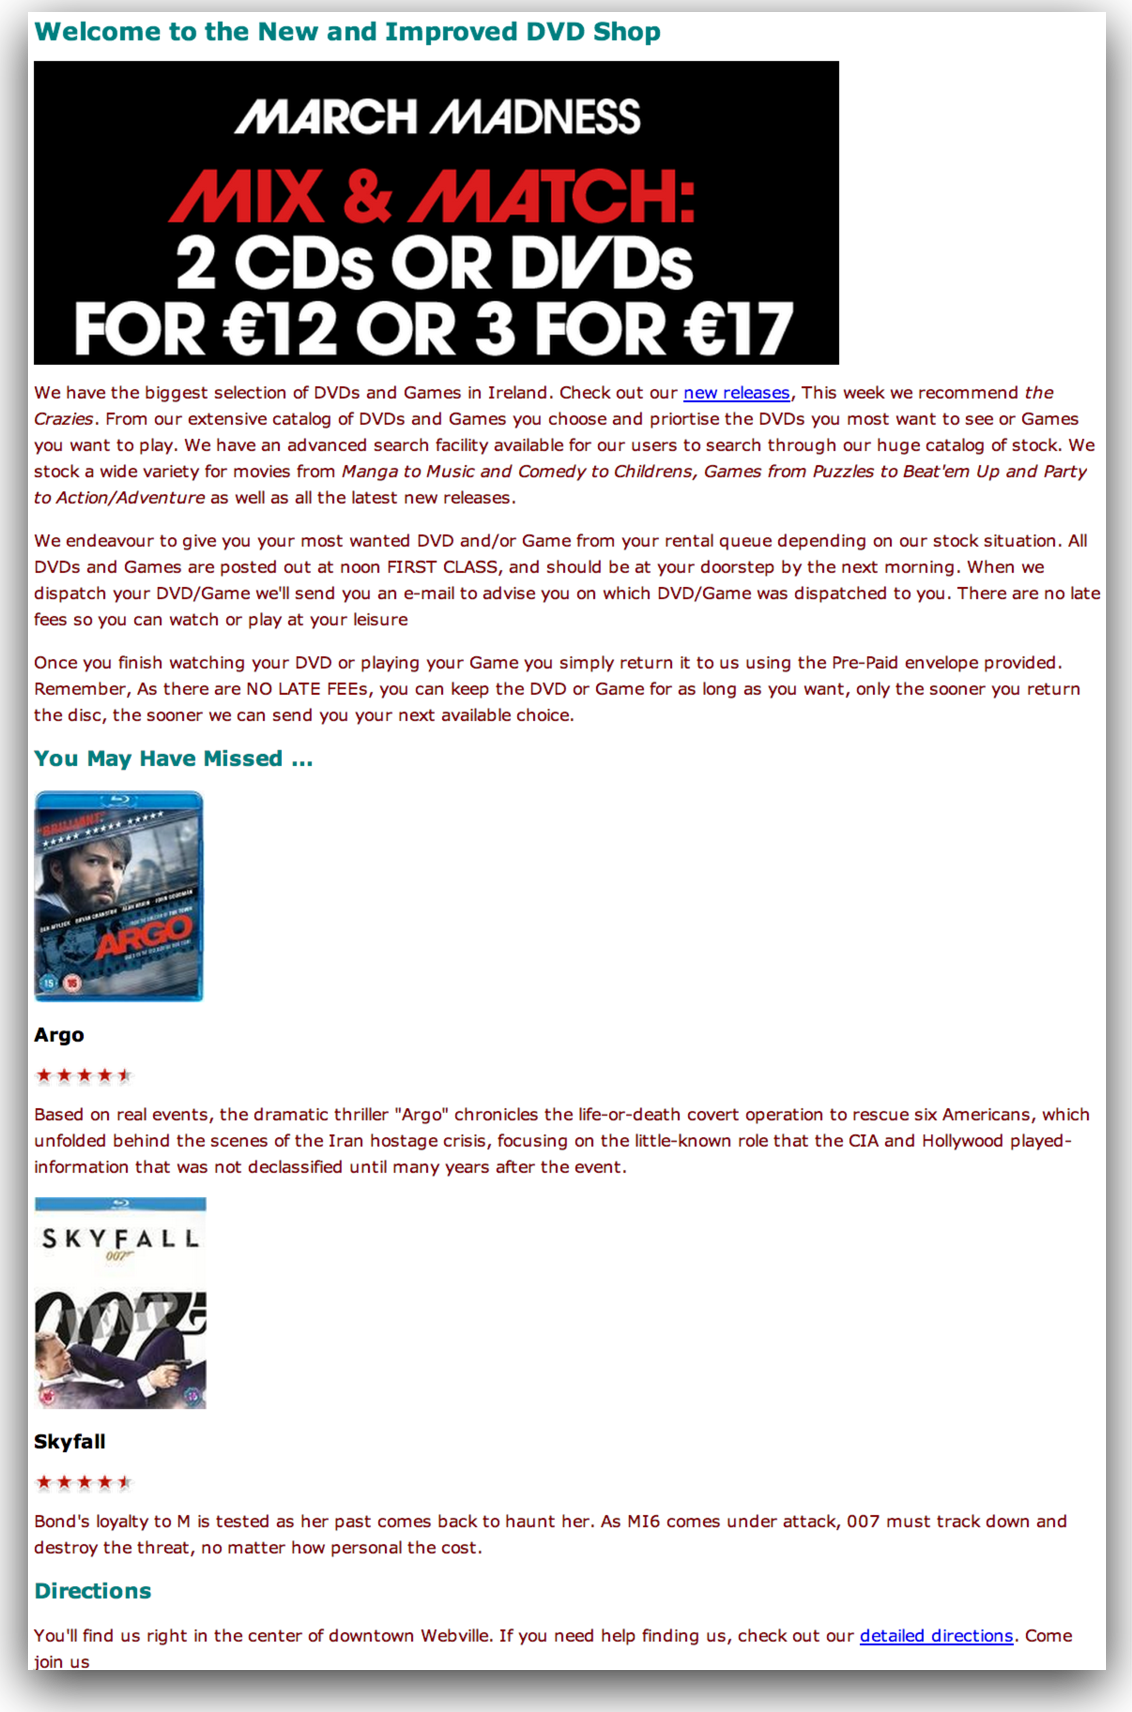 Welcome to the New and Improved DVD Shop
MARCH MADNESS
MIX & MATCH:
2 CDs OR DVDs
FOR €12 OR 3 FOR €17
We have the biggest selection of DVDs and Games in Ireland. Check out our new releases, This week we recommend the
Crazies. From our extensive catalog of DVDs and Games you choose and priortise the DVDs you most want to see or Games
you want to play. We have an advanced search facility available for our users to search through our huge catalog of stock. We
stock a wide variety for movies from Manga to Music and Comedy to Childrens, Games from Puzzles to Beat'em Up and Party
to Action/Adventure as well as all the latest new releases.
We endeavour to give you your most wanted DVD and/or Game from your rental queue depending on our stock situation. All
DVDs and Games are posted out at noon FIRST CLASS, and should be at your doorstep by the next morning. When we
dispatch your DVD/Game we'll send you an e-mail to advise you on which DVD/Game was dispatched to you. There are no late
fees so you can watch or play at your leisure
Once you finish watching your DVD or playing your Game you simply return it to us using the Pre-Paid envelope provided.
Remember, As there are NO LATE FEEs, you can keep the DVD or Game for as long as you want, only the sooner you return
the disc, the sooner we can send you your next available choice.
You May Have Missed ...
"BRILLIANT"
ARGO
15 15
Argo
Based on real events, the dramatic thriller "Argo" chronicles the life-or-death covert operation to rescue six Americans, which
unfolded behind the scenes of the Iran hostage crisis, focusing on the little-known role that the CIA and Hollywood played-
information that was not declassified until many years after the event.
SKYFALL
007
007
TEMP
Skyfall
Bond's loyalty to M is tested as her past comes back to haunt her. As MI6 comes under attack, 007 must track down and
destroy the threat, no matter how personal the cost.
Directions
You'll find us right in the center of downtown Webville. If you need help finding us, check out our detailed directions. Come
join us